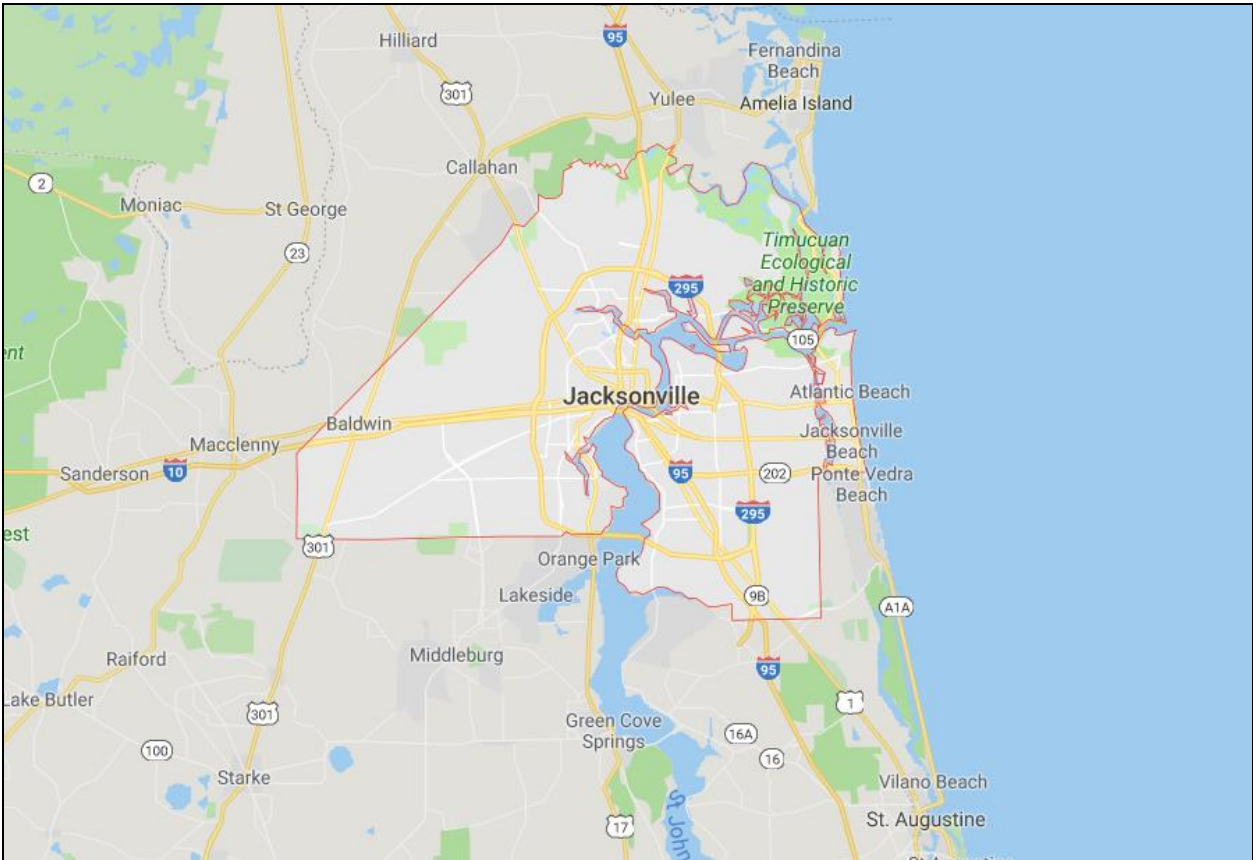 95
Hilliard
Fernandina
Beach
301
Yulee
Amelia Island
Callahan
2
Moniac
St George
23
Timucuan
Ecological
and Historic
Preserve
295
105
ent
Jacksonville
Atlantic Beach
Baldwin
Jacksonville
Beach
Macclenny
Sanderson
10
95
202
Ponte Vedra
Beach
295
est
301
Orange Park
Lakeside
9B
A1A
Raiford
Middleburg
95
Lake Butler
301
1
Green Cove
Springs
16A
100
16
Starke
Vilano Beach
St. Augustine
17
St John